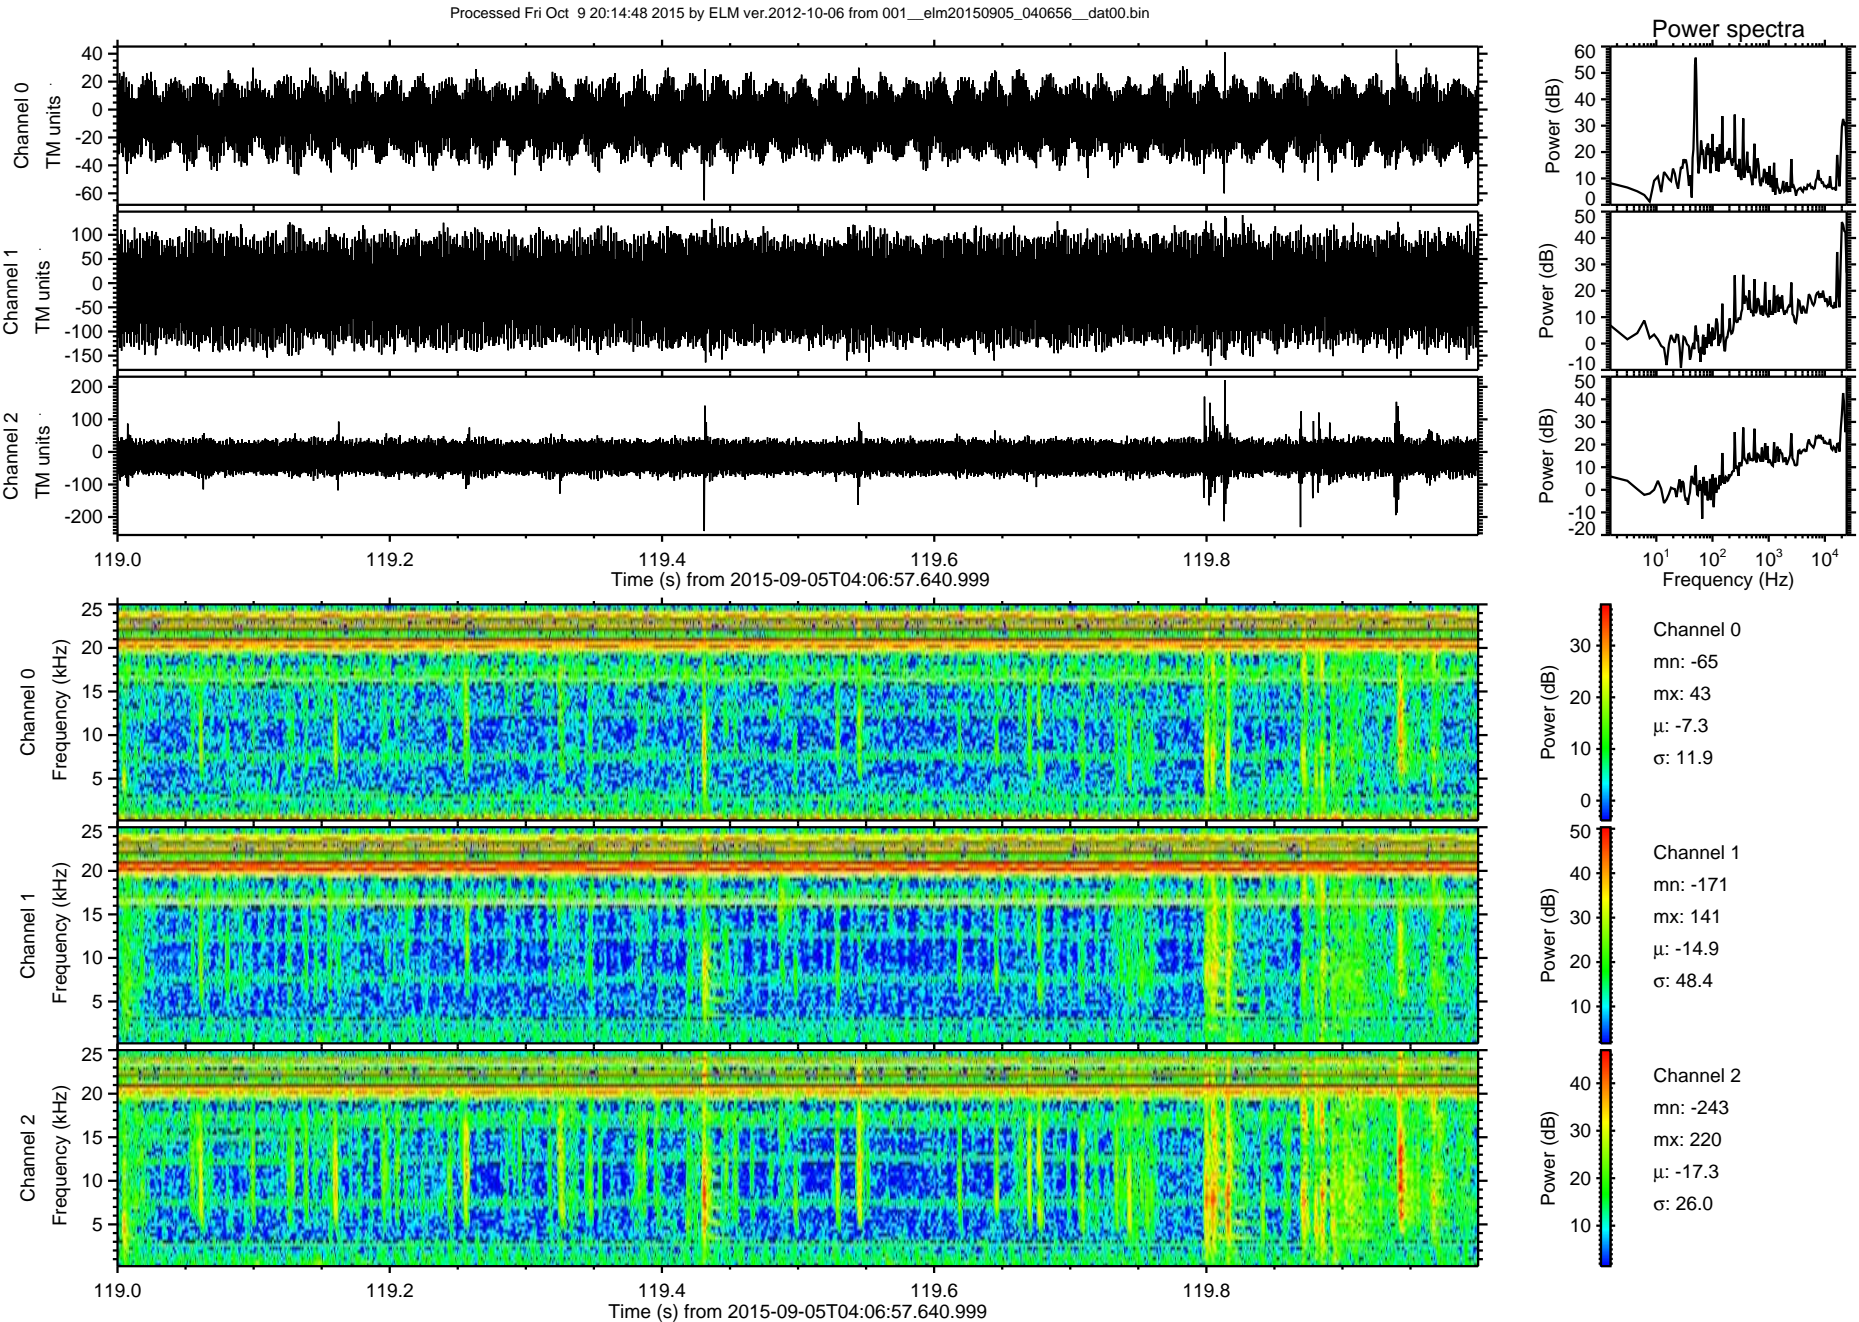 Processed Fri Oct  9 20:14:48 2015 by ELM ver.2012-10-06 from 001__elm20150905_040656__dat00.bin
Power spectra
Channel 0
TM units
40
20
0
-20
-40
-60
Power (dB)
60
50
40
30
20
10
0
Channel 1
TM units
100
50
0
-50
-100
-150
Power (dB)
50
40
30
20
10
0
-10
Channel 2
TM units
200
100
0
-100
-200
Power (dB)
50
40
30
20
10
0
-10
-20
119.0 119.2 119.4 119.6 119.8
Time (s) from 2015-09-05T04:06:57.640.999
10^1 10^2 10^3 10^4
Frequency (Hz)
Channel 0
Frequency (kHz)
25
20
15
10
5
Power (dB)
30
20
10
0
Channel 0
mn: -65
mx: 43
μ: -7.3
σ: 11.9
Channel 1
Frequency (kHz)
25
20
15
10
5
Power (dB)
50
40
30
20
10
Channel 1
mn: -171
mx: 141
μ: -14.9
σ: 48.4
Channel 2
Frequency (kHz)
25
20
15
10
5
Power (dB)
40
30
20
10
Channel 2
mn: -243
mx: 220
μ: -17.3
σ: 26.0
119.0 119.2 119.4 119.6 119.8
Time (s) from 2015-09-05T04:06:57.640.999